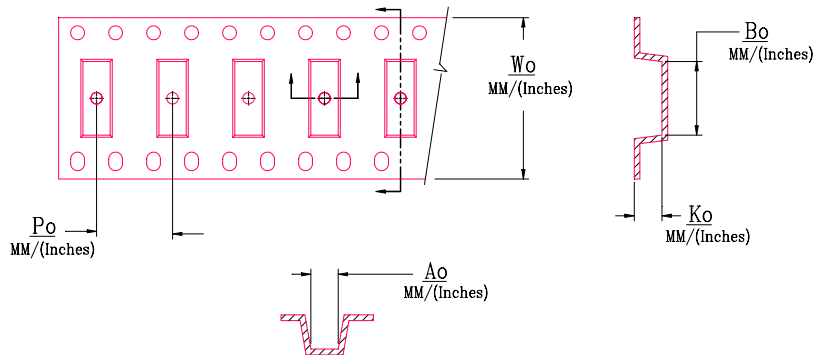 Wo
MM/(Inches)
Bo
MM/(Inches)
Po
MM/(Inches)
Ko
MM/(Inches)
Ao
MM/(Inches)